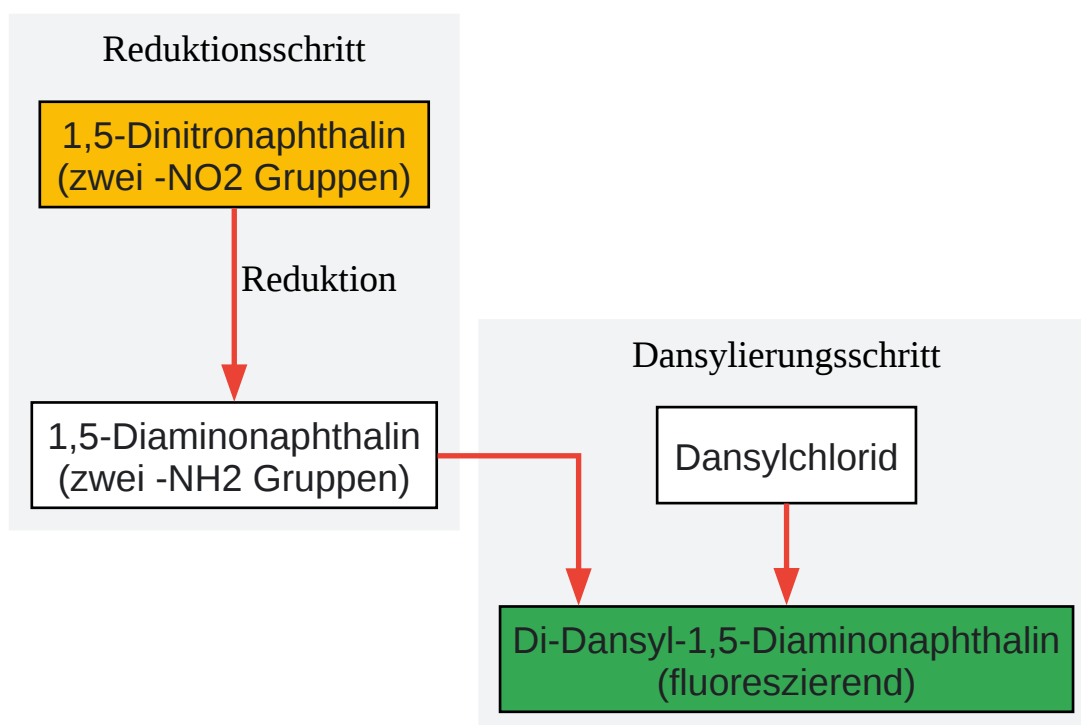 Reduktionsschritt
1,5-Dinitronaphthalin
(zwei -NO2 Gruppen)
Reduktion
1,5-Diaminonaphthalin
(zwei -NH2 Gruppen)
Dansylierungsschritt
Dansylchlorid
Di-Dansyl-1,5-Diaminonaphthalin
(fluoreszierend)